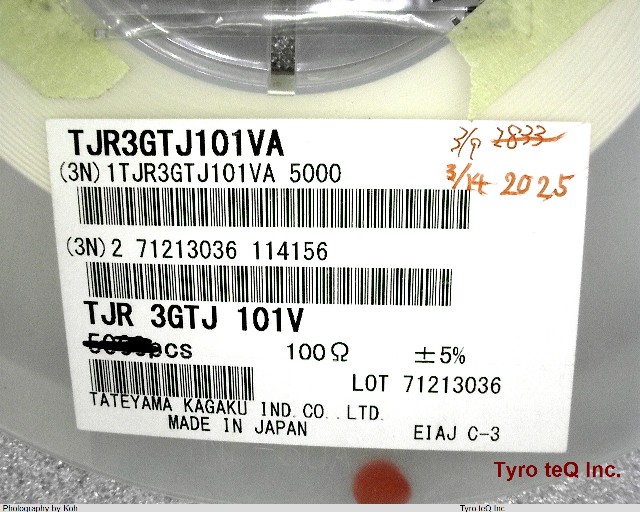 TJR3GTJ101VA
3/9 2833
(3N)1TJR3GTJ101VA 5000
3/14 2025
(3N)2 71213036 114156
TJR 3GTJ 101V
pcs 100Ω ±5%
LOT 71213036
TATEYAMA KAGAKU IND.CO.,LTD.
MADE IN JAPAN EIAJ C-3
Tyro teQ Inc.
Photography by Koh Tyro teQ Inc